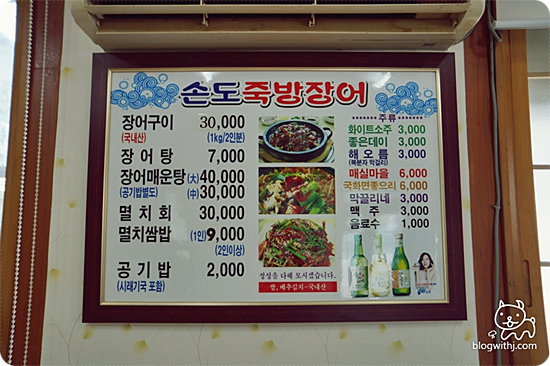 손도죽방장어
장어구이 30,000
(국내산) (1kg/2인분)
장어탕 7,000
장어매운탕 (大) 40,000
(공기밥별도) (中) 30,000
멸치회 30,000
멸치쌈밥 (1인) 9,000
(2인이상)
공기밥 2,000
(시래기국 포함)
정성을 다해 모시겠습니다.
쌀, 배추김치-국내산
*******주류*******
화이트소주 3,000
좋은데이 3,000
해오름 3,000
(복분자 막걸리)
매실마을 6,000
국화면좋으리 6,000
막끌리네 3,000
맥주 3,000
음료수 1,000
blogwithj.com